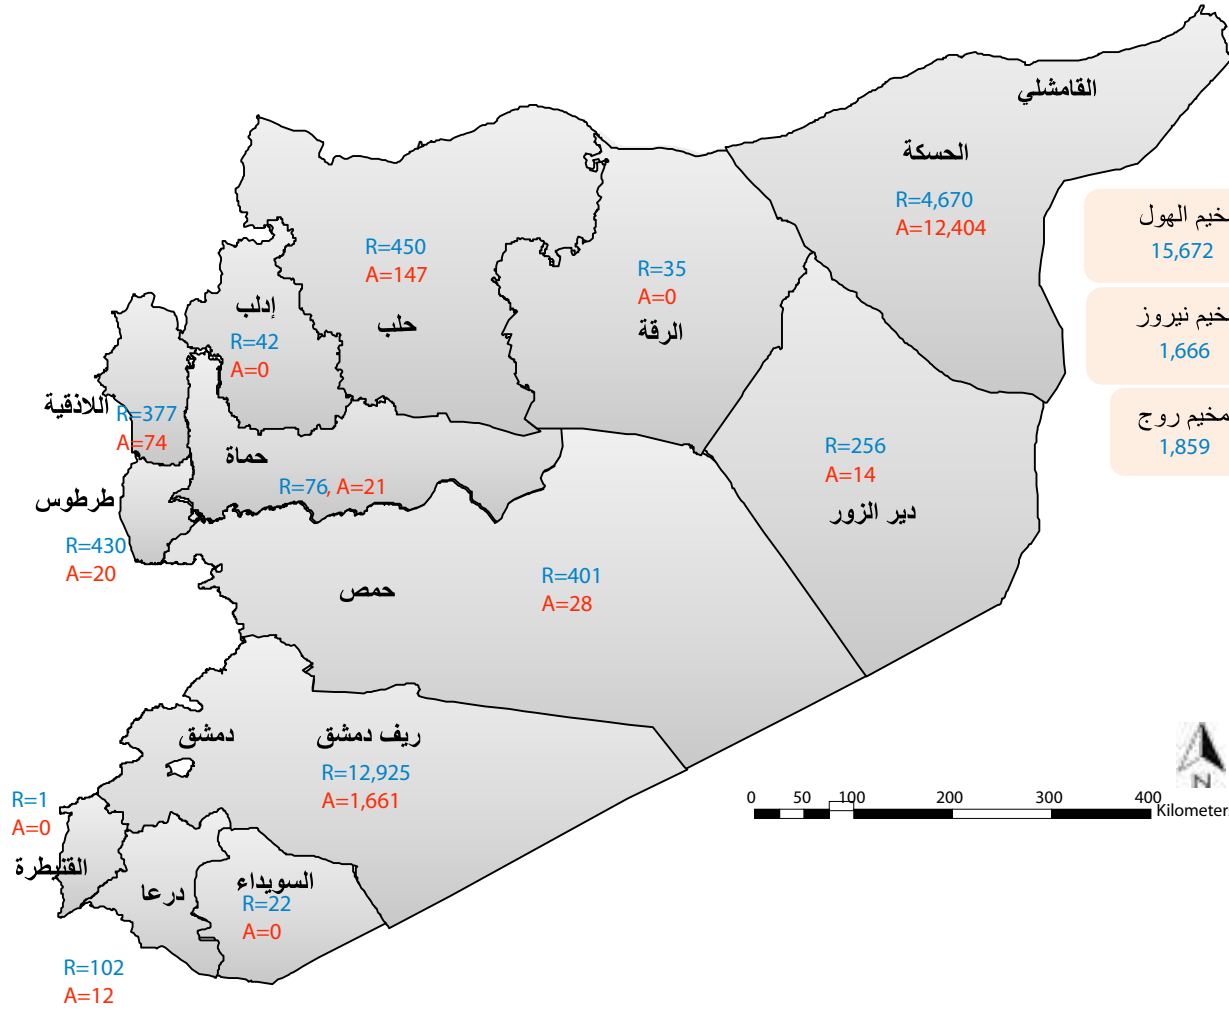 القامشلي
الحسكة
R=4,670
A=12,404
خيم الهول
15,672
خيم نيروز
1,666
مخيم روج
1,859
R=450
A=147
حلب
R=35
A=0
الرقة
إدلب
R=42
A=0
اللاذقية
R=377
A=74
حماة
R=76, A=21
طرطوس
R=430
A=20
R=256
A=14
دير الزور
حمص
R=401
A=28
دمشق
ريف دمشق
R=12,925
A=1,661
R=1
A=0
القنيطرة
درعا
R=102
A=12
السويداء
R=22
A=0
N
0 50 100 200 300 400
Kilometer